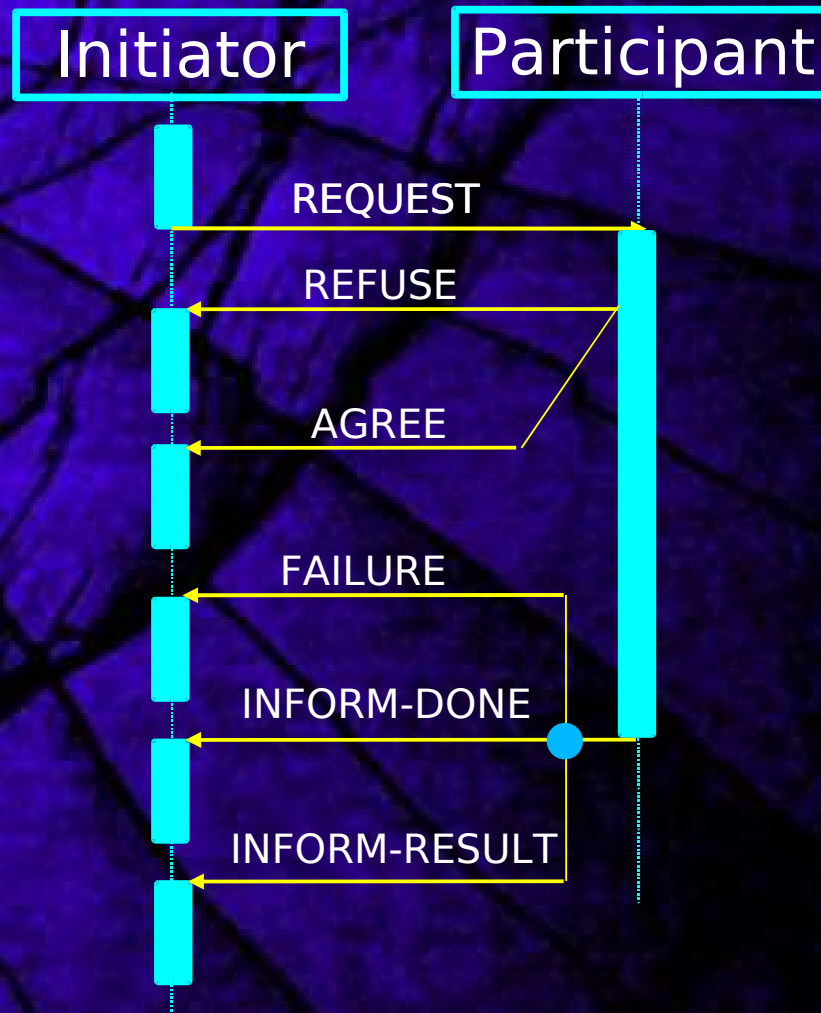 Initiator
Participant
REQUEST
REFUSE
AGREE
FAILURE
INFORM-DONE
INFORM-RESULT